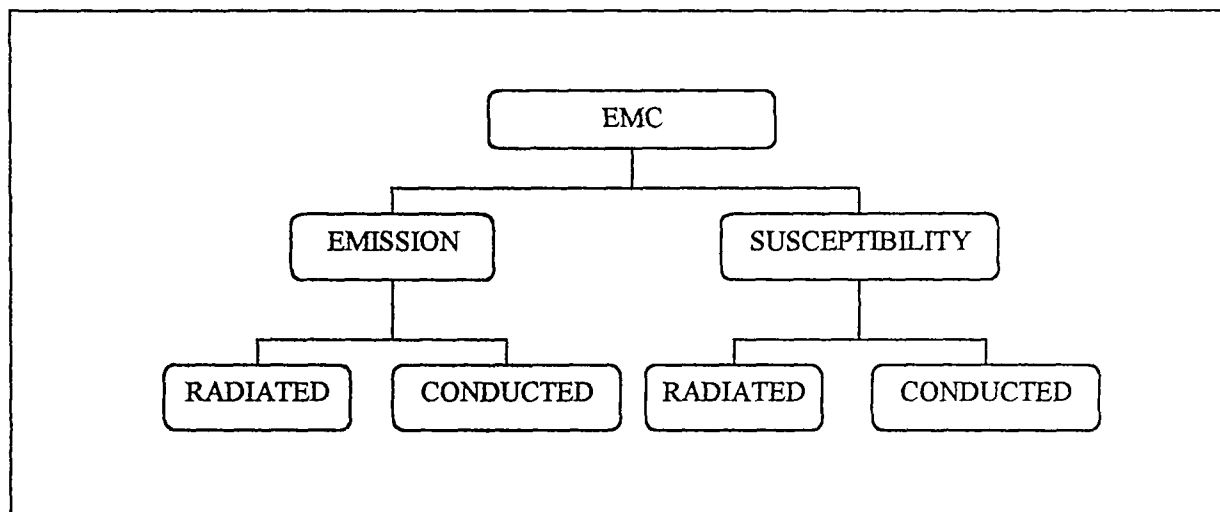 EMC
EMISSION SUSCEPTIBILITY
RADIATED CONDUCTED RADIATED CONDUCTED